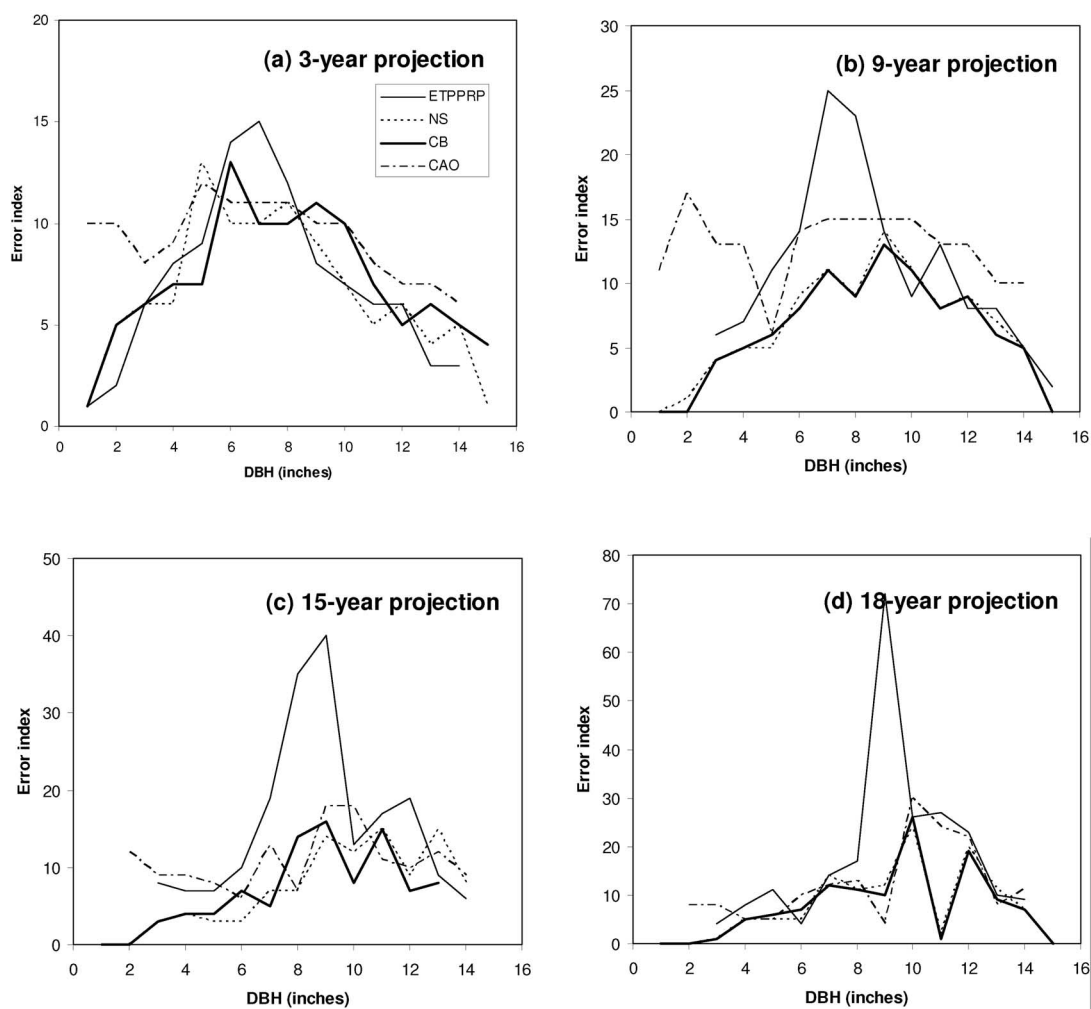 20
15
10
5
0
Error index
(a) 3-year projection
ETPPRP
NS
CB
CAO
0 2 4 6 8 10 12 14 16
DBH (inches)
30
25
20
15
10
5
0
Error index
(b) 9-year projection
0 2 4 6 8 10 12 14 16
DBH (inches)
50
40
30
20
10
0
Error index
(c) 15-year projection
0 2 4 6 8 10 12 14 16
DBH (inches)
80
70
60
50
40
30
20
10
0
Error index
(d) 18-year projection
0 2 4 6 8 10 12 14 16
DBH (inches)